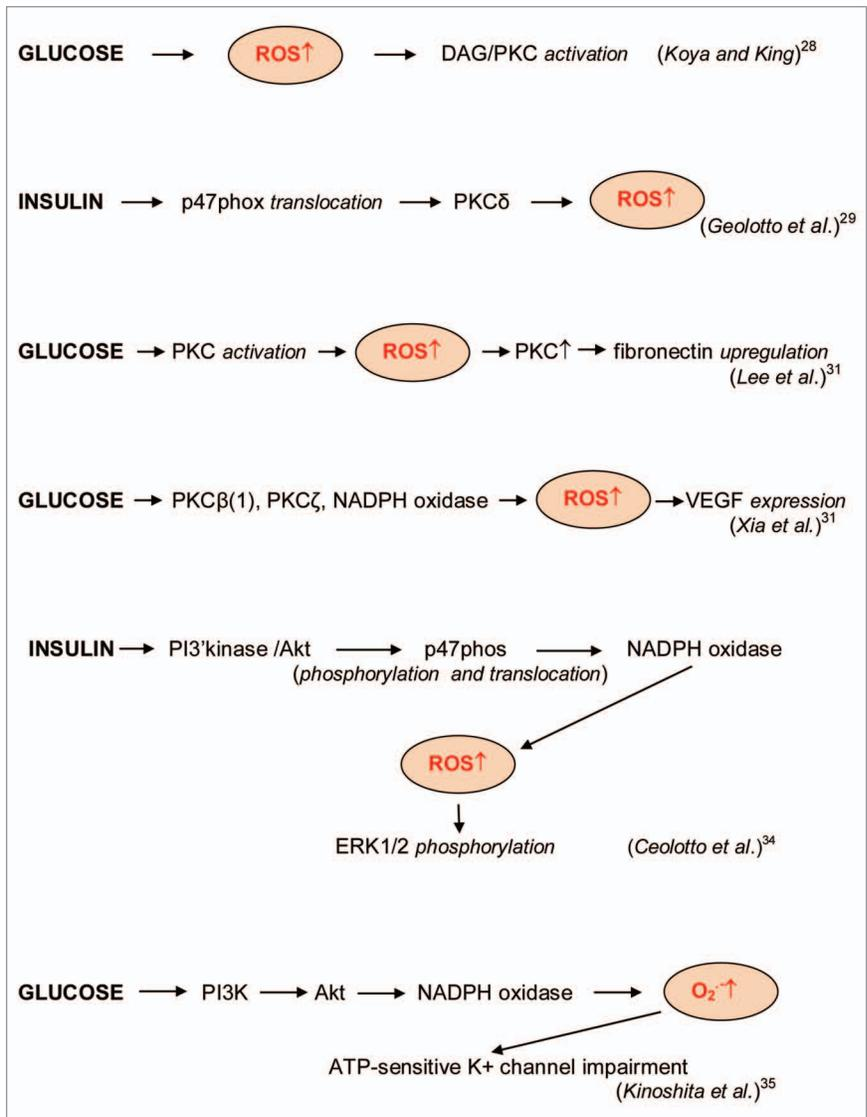 GLUCOSE → ROS↑ → DAG/PKC activation (Koya and King)28
INSULIN → p47phox translocation → PKCδ → ROS↑
(Geolotto et al.)29
GLUCOSE → PKC activation → ROS↑ → PKC↑ → fibronectin upregulation
(Lee et al.)31
GLUCOSE → PKCβ(1), PKCζ, NADPH oxidase → ROS↑ → VEGF expression
(Xia et al.)31
INSULIN → PI3'kinase /Akt → p47phos → NADPH oxidase
(phosphorylation and translocation)
ROS↑
ERK1/2 phosphorylation (Ceolotto et al.)34
GLUCOSE → PI3K → Akt → NADPH oxidase → O2·-↑
ATP-sensitive K+ channel impairment
(Kinoshita et al.)35